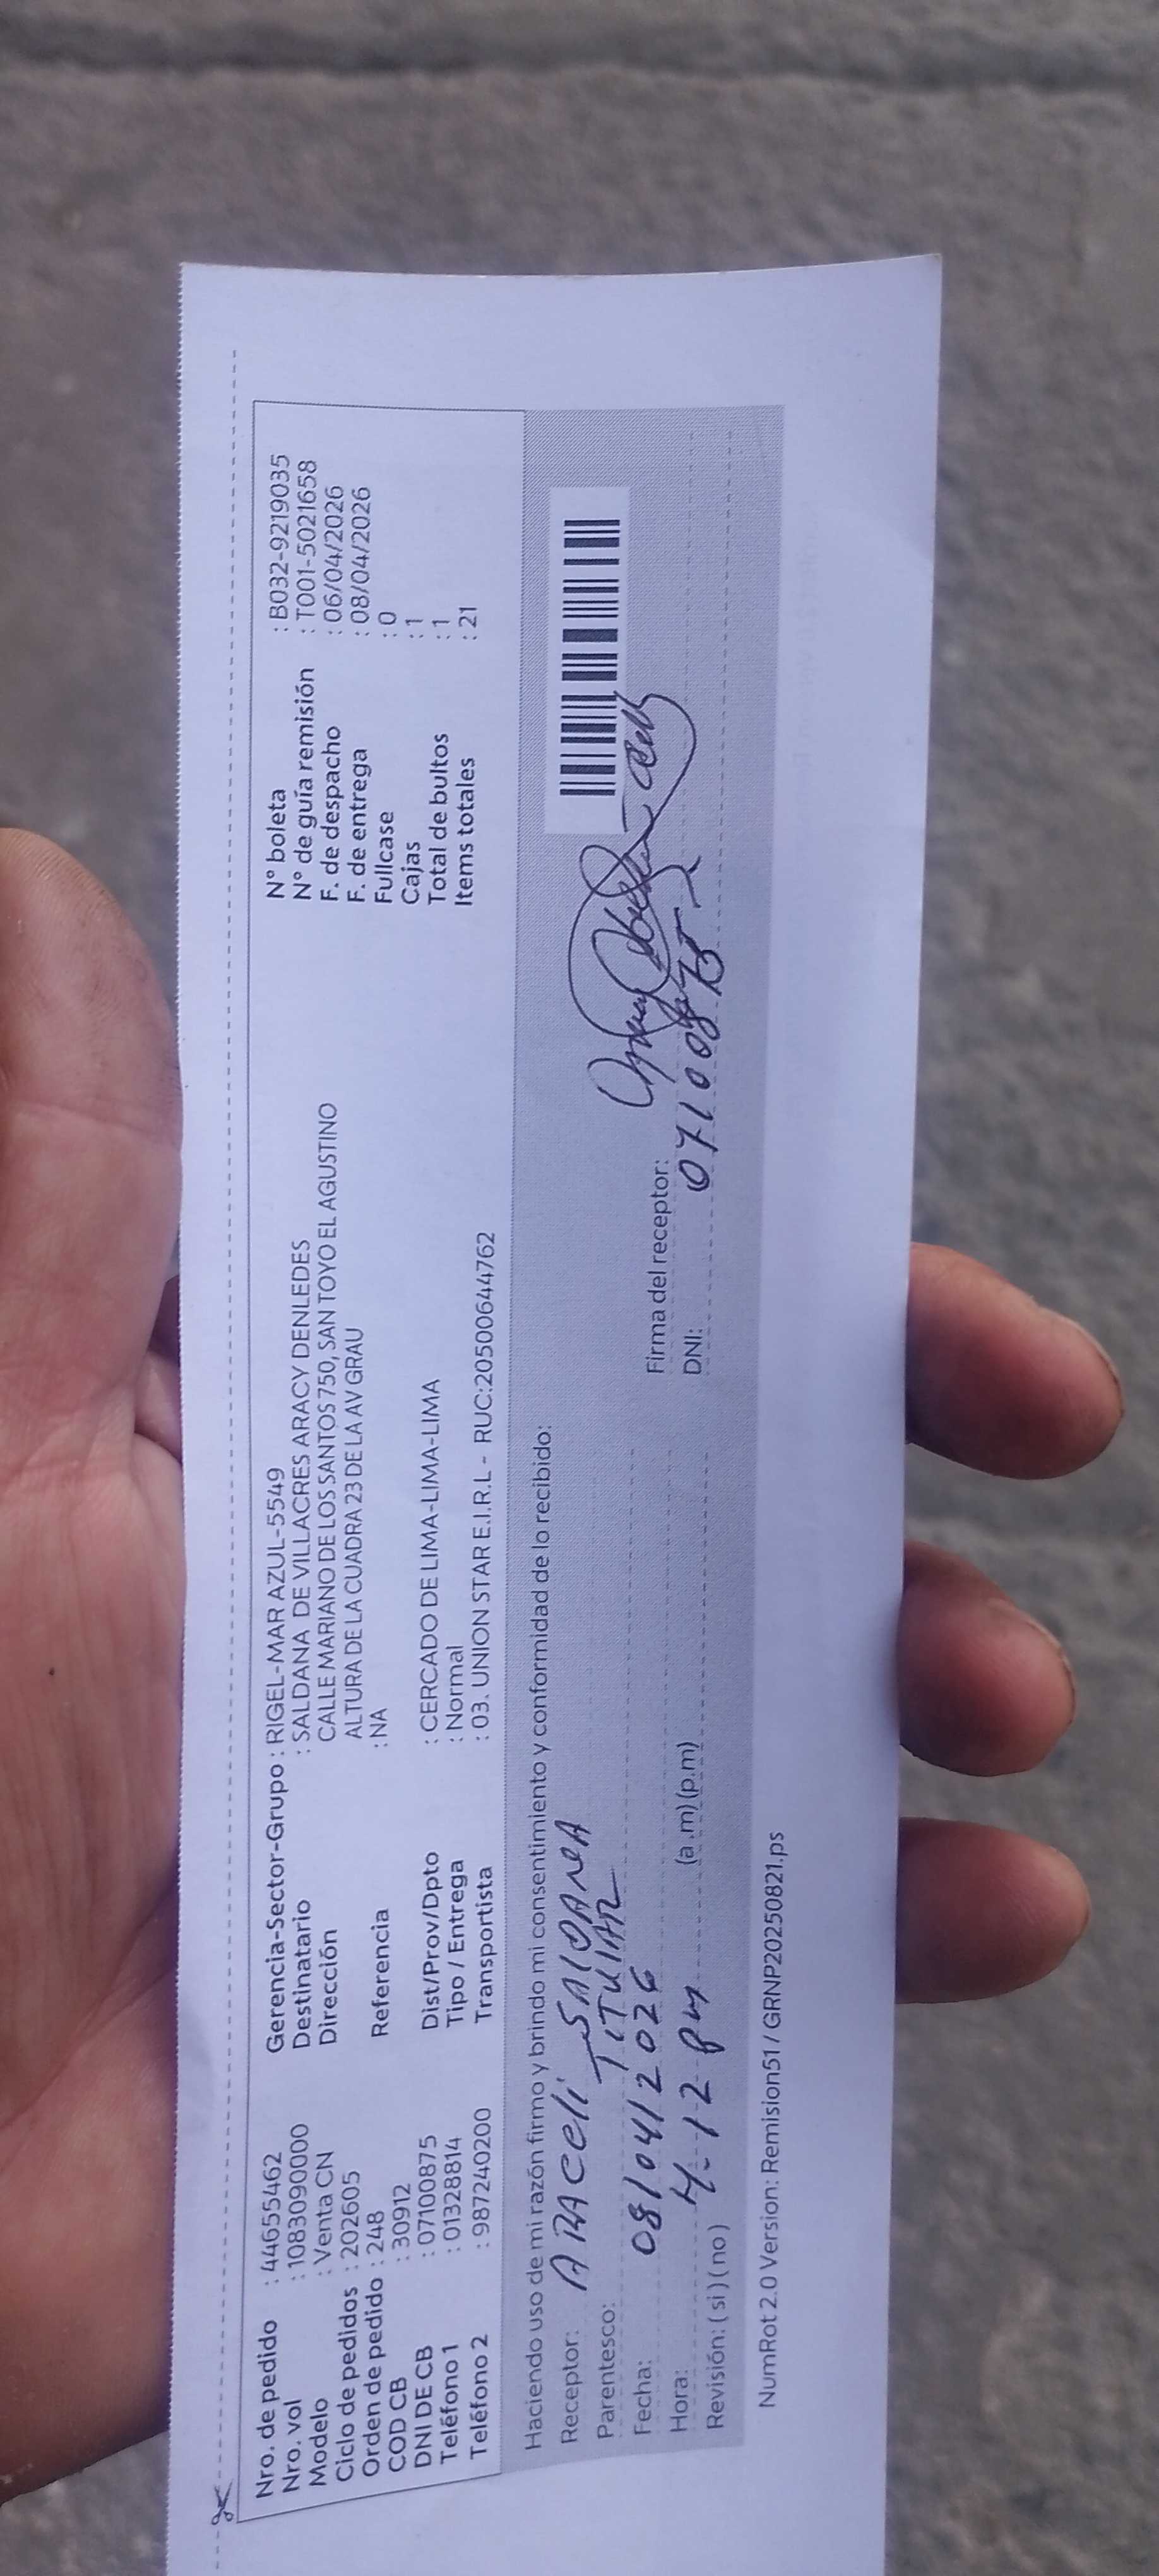 Nro. de pedido : 44655462
Nro. vol : 1083090000
Modelo : Venta CN
Ciclo de pedidos : 202605
Orden de pedido : 248
COD CB : 30912
DNI DE CB : 07100875
Teléfono 1 : 01328814
Teléfono 2 : 987240200
Gerencia-Sector-Grupo : RIGEL-MAR AZUL-5549
Destinatario : SALDANA DE VILLACRES ARACY DENLEDES
Dirección CALLE MARIANO DE LOS SANTOS 750, SAN TOYO EL AGUSTINO
ALTURA DE LA CUADRA 23 DE LA AV GRAU
Referencia : NA
Dist/Prov/Dpto : CERCADO DE LIMA-LIMA-LIMA
Tipo / Entrega : Normal
Transportista : 03. UNION STAR E.I.R.L - RUC:20500644762
N° boleta : B032-9219035
N° de guía remisión : T001-5021658
F. de despacho : 06/04/2026
F. de entrega : 08/04/2026
Fullcase : 0
Cajas : 1
Total de bultos : 1
Items totales : 21
Haciendo uso de mi razón firmo y brindo mi consentimiento y conformidad de lo recibido:
Receptor: ARACeli SAlDAnA
Parentesco: TiTulAR
Fecha: 08/04/2026
Hora: 4-12 pm (a .m) (p.m)
Revisión: ( si ) ( no )
Firma del receptor:
DNI: 07100875
NumRot 2.0 Version: Remision51 / GRNP20250821.ps